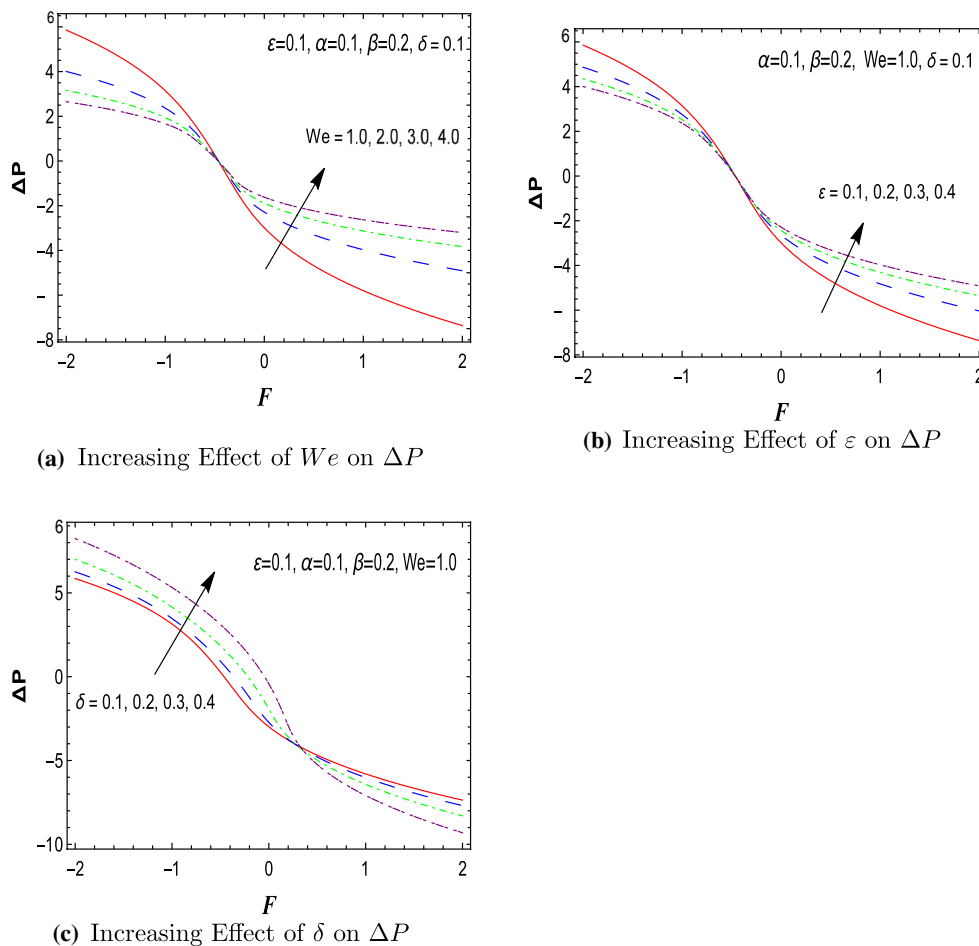 6
4
2
0
−2
−4
−
−8
ε=0.1, α=0.1, β=0.2, δ = 0.1
We = 1.0, 2.0, 3.0, 4.0
ΔP
−2 −1 0 1 2
F
(a) Increasing Effect of We on ΔP
6
4
2
0
−2
−4
−
−8
α=0.1, β=0.2, We=1.0, δ = 0.1
ε = 0.1, 0.2, 0.3, 0.4
ΔP
−2 −1 0 1 2
F
(b) Increasing Effect of ε on ΔP
6
5
0
−5
−10
ε=0.1, α=0.1, β=0.2, We=1.0
δ = 0.1, 0.2, 0.3, 0.4
ΔP
−2 −1 0 1 2
F
(c) Increasing Effect of δ on ΔP